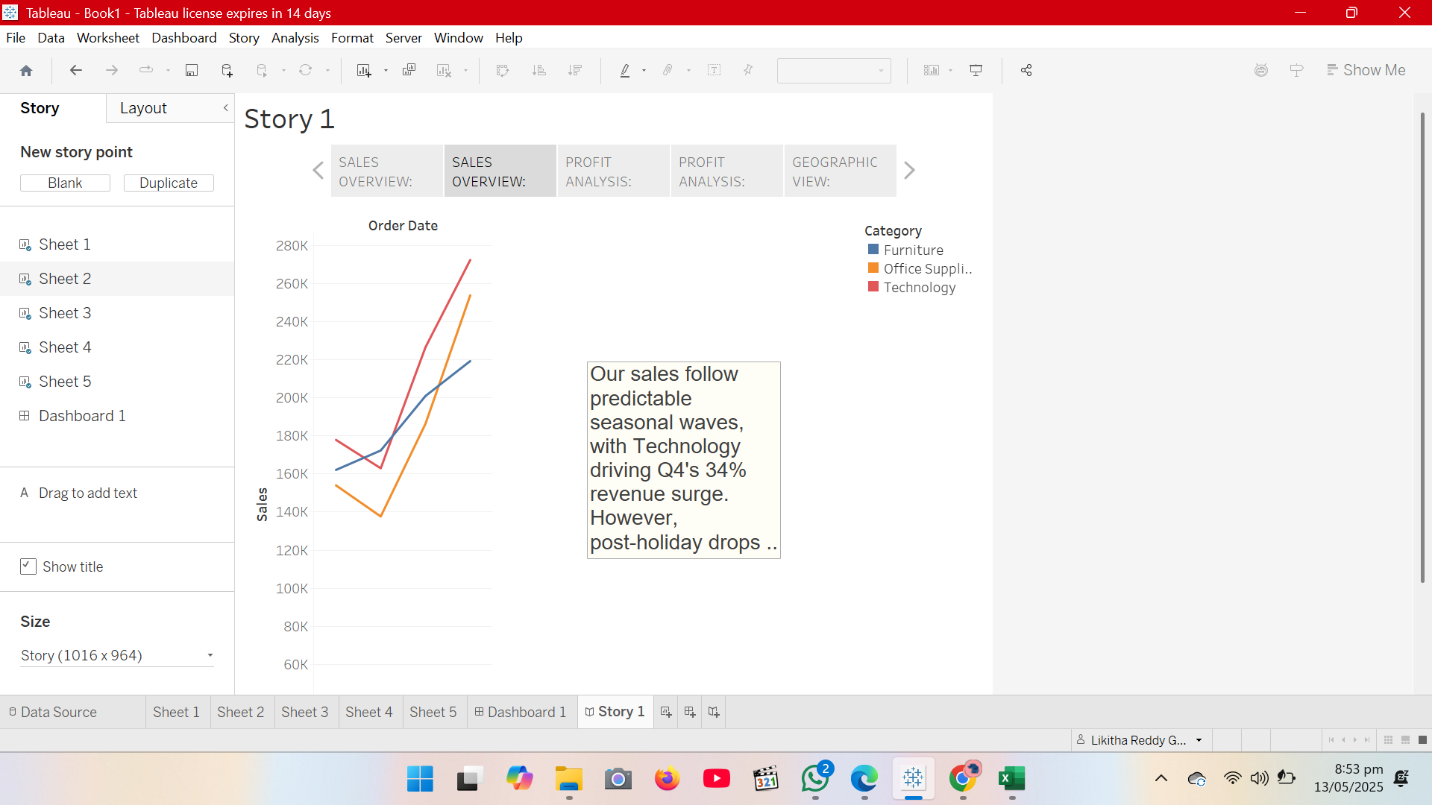 Tableau - Book1 - Tableau license expires in 14 days
File Data Worksheet Dashboard Story Analysis Format Server Window Help
Show Me
Story Layout
New story point
Blank Duplicate
Sheet 1
Sheet 2
Sheet 3
Sheet 4
Sheet 5
Dashboard 1
A Drag to add text
Show title
Size
Story (1016 x 964)
Story 1
SALES
OVERVIEW:
SALES
OVERVIEW:
PROFIT
ANALYSIS:
PROFIT
ANALYSIS:
GEOGRAPHIC
VIEW:
Order Date
280K
260K
240K
220K
200K
180K
160K
140K
120K
100K
80K
60K
Sales
Our sales follow
predictable
seasonal waves,
with Technology
driving Q4's 34%
revenue surge.
However,
post-holiday drops ..
Category
Furniture
Office Suppli..
Technology
Data Source Sheet 1 Sheet 2 Sheet 3 Sheet 4 Sheet 5 Dashboard 1 Story 1
Likitha Reddy G...
321
2
8:53 pm
13/05/2025